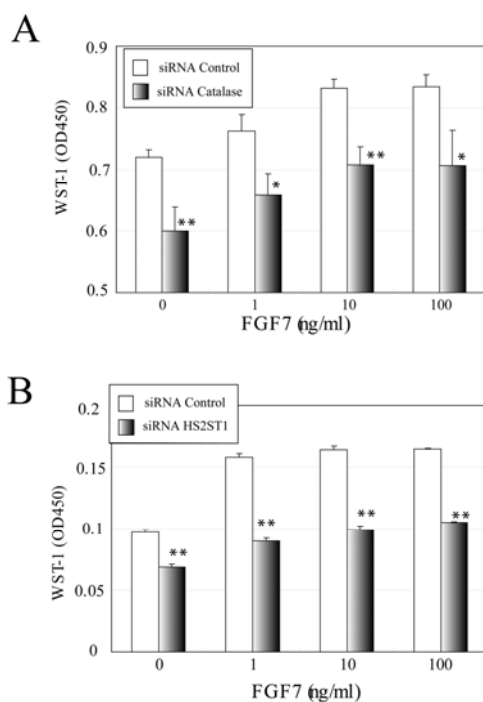 A
0.9
siRNA Control
siRNA Catalase
0.8
**
0.7
*
*
WST-1 (OD450)
0.6
**
0.5
0 1 10 100
FGF7 (ng/ml)
B
0.2
siRNA Control
siRNA HS2ST1
0.15
** ** **
0.1
**
WST-1 (OD450)
0.05
0
0 1 10 100
FGF7 (ng/ml)